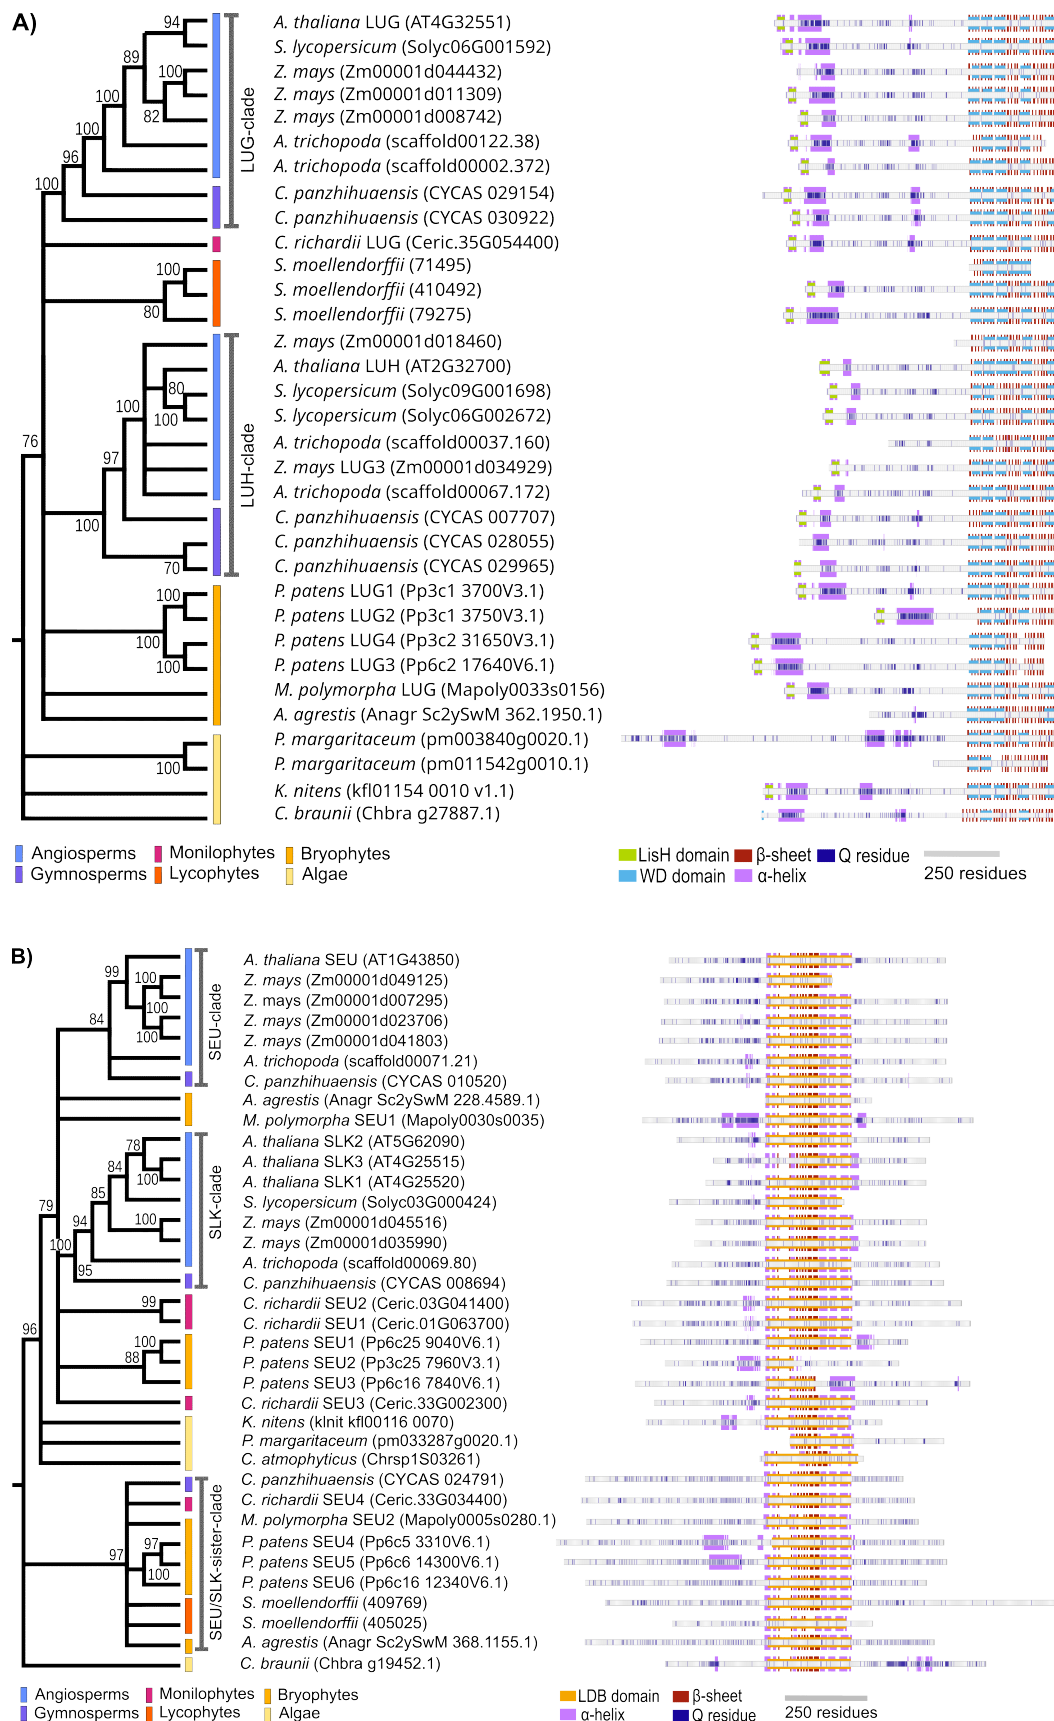 A)
A. thaliana LUG (AT4G32551)
S. lycopersicum (Solyc06G001592)
Z. mays (Zm00001d044432)
Z. mays (Zm00001d011309)
Z. mays (Zm00001d008742)
A. trichopoda (scaffold00122.38)
A. trichopoda (scaffold00002.372)
C. panzhihuaensis (CYCAS 029154)
C. panzhihuaensis (CYCAS 030922)
C. richardii LUG (Ceric.35G054400)
S. moellendorffii (71495)
S. moellendorffii (410492)
S. moellendorffii (79275)
Z. mays (Zm00001d018460)
A. thaliana LUH (AT2G32700)
S. lycopersicum (Solyc09G001698)
S. lycopersicum (Solyc06G002672)
A. trichopoda (scaffold00037.160)
Z. mays LUG3 (Zm00001d034929)
A. trichopoda (scaffold00067.172)
C. panzhihuaensis (CYCAS 007707)
C. panzhihuaensis (CYCAS 028055)
C. panzhihuaensis (CYCAS 029965)
P. patens LUG1 (Pp3c1 3700V3.1)
P. patens LUG2 (Pp3c1 3750V3.1)
P. patens LUG4 (Pp3c2 31650V3.1)
P. patens LUG3 (Pp6c2 17640V6.1)
M. polymorpha LUG (Mapoly0033s0156)
A. agrestis (Anagr Sc2ySwM 362.1950.1)
P. margaritaceum (pm003840g0020.1)
P. margaritaceum (pm011542g0010.1)
K. nitens (kfl01154 0010 v1.1)
C. braunii (Chbra g27887.1)
LUG-clade
LUH-clade
94
89
100
82
100
100
96
100
100
80
76
80
100
100
97
100
70
100
100
100
100
Angiosperms
Monilophytes
Bryophytes
Gymnosperms
Lycophytes
Algae
LisH domain
β-sheet
Q residue
WD domain
α-helix
250 residues
B)
A. thaliana SEU (AT1G43850)
Z. mays (Zm00001d049125)
Z. mays (Zm00001d007295)
Z. mays (Zm00001d023706)
Z. mays (Zm00001d041803)
A. trichopoda (scaffold00071.21)
C. panzhihuaensis (CYCAS 010520)
A. agrestis (Anagr Sc2ySwM 228.4589.1)
M. polymorpha SEU1 (Mapoly0030s0035)
A. thaliana SLK2 (AT5G62090)
A. thaliana SLK3 (AT4G25515)
A. thaliana SLK1 (AT4G25520)
S. lycopersicum (Solyc03G000424)
Z. mays (Zm00001d045516)
Z. mays (Zm00001d035990)
A. trichopoda (scaffold00069.80)
C. panzhihuaensis (CYCAS 008694)
C. richardii SEU2 (Ceric.03G041400)
C. richardii SEU1 (Ceric.01G063700)
P. patens SEU1 (Pp6c25 9040V6.1)
P. patens SEU2 (Pp3c25 7960V3.1)
P. patens SEU3 (Pp6c16 7840V6.1)
C. richardii SEU3 (Ceric.33G002300)
K. nitens (klnit kfl00116 0070)
P. margaritaceum (pm033287g0020.1)
C. atmophyticus (Chrsp1S03261)
C. panzhihuaensis (CYCAS 024791)
C. richardii SEU4 (Ceric.33G034400)
M. polymorpha SEU2 (Mapoly0005s0280.1)
P. patens SEU4 (Pp6c5 3310V6.1)
P. patens SEU5 (Pp6c6 14300V6.1)
P. patens SEU6 (Pp6c16 12340V6.1)
S. moellendorffii (409769)
S. moellendorffii (405025)
A. agrestis (Anagr Sc2ySwM 368.1155.1)
C. braunii (Chbra g19452.1)
SEU-clade
SLK-clade
SEU/SLK-sister-clade
99
100
100
100
84
78
84
100
85
94
100
79
100
95
99
100
88
96
97
97
100
Angiosperms
Monilophytes
Bryophytes
Gymnosperms
Lycophytes
Algae
LDB domain
β-sheet
α-helix
Q residue
250 residues